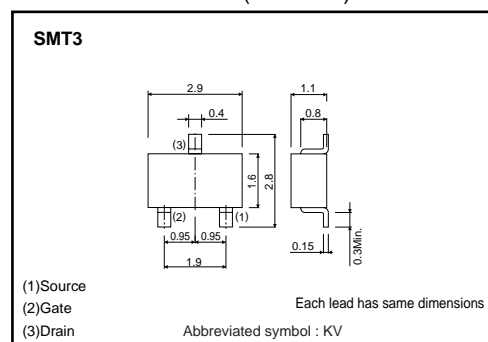 SMT3
2.9
1.1
0.4
0.8
(3)
1.6
2.8
(2)
(1)
0.95
0.95
0.15
0.3Min.
1.9
(1)Source
(2)Gate
Each lead has same dimensions
(3)Drain
Abbreviated symbol : KV